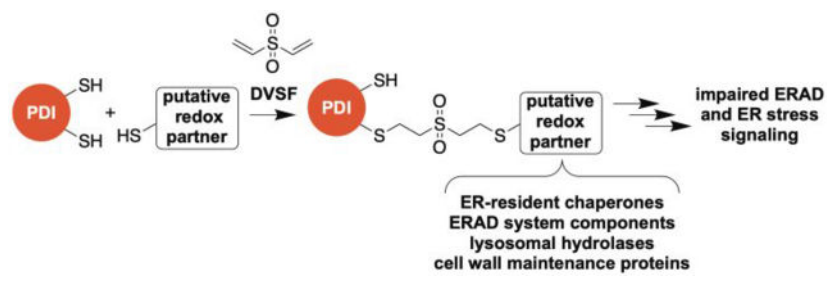 SH
PDI
SH
+
HS
putative
redox
partner
O
S
O
DVSF
PDI
SH
S
O
S
O
S
putative
redox
partner
impaired ERAD
and ER stress
signaling
ER-resident chaperones
ERAD system components
lysosomal hydrolases
cell wall maintenance proteins